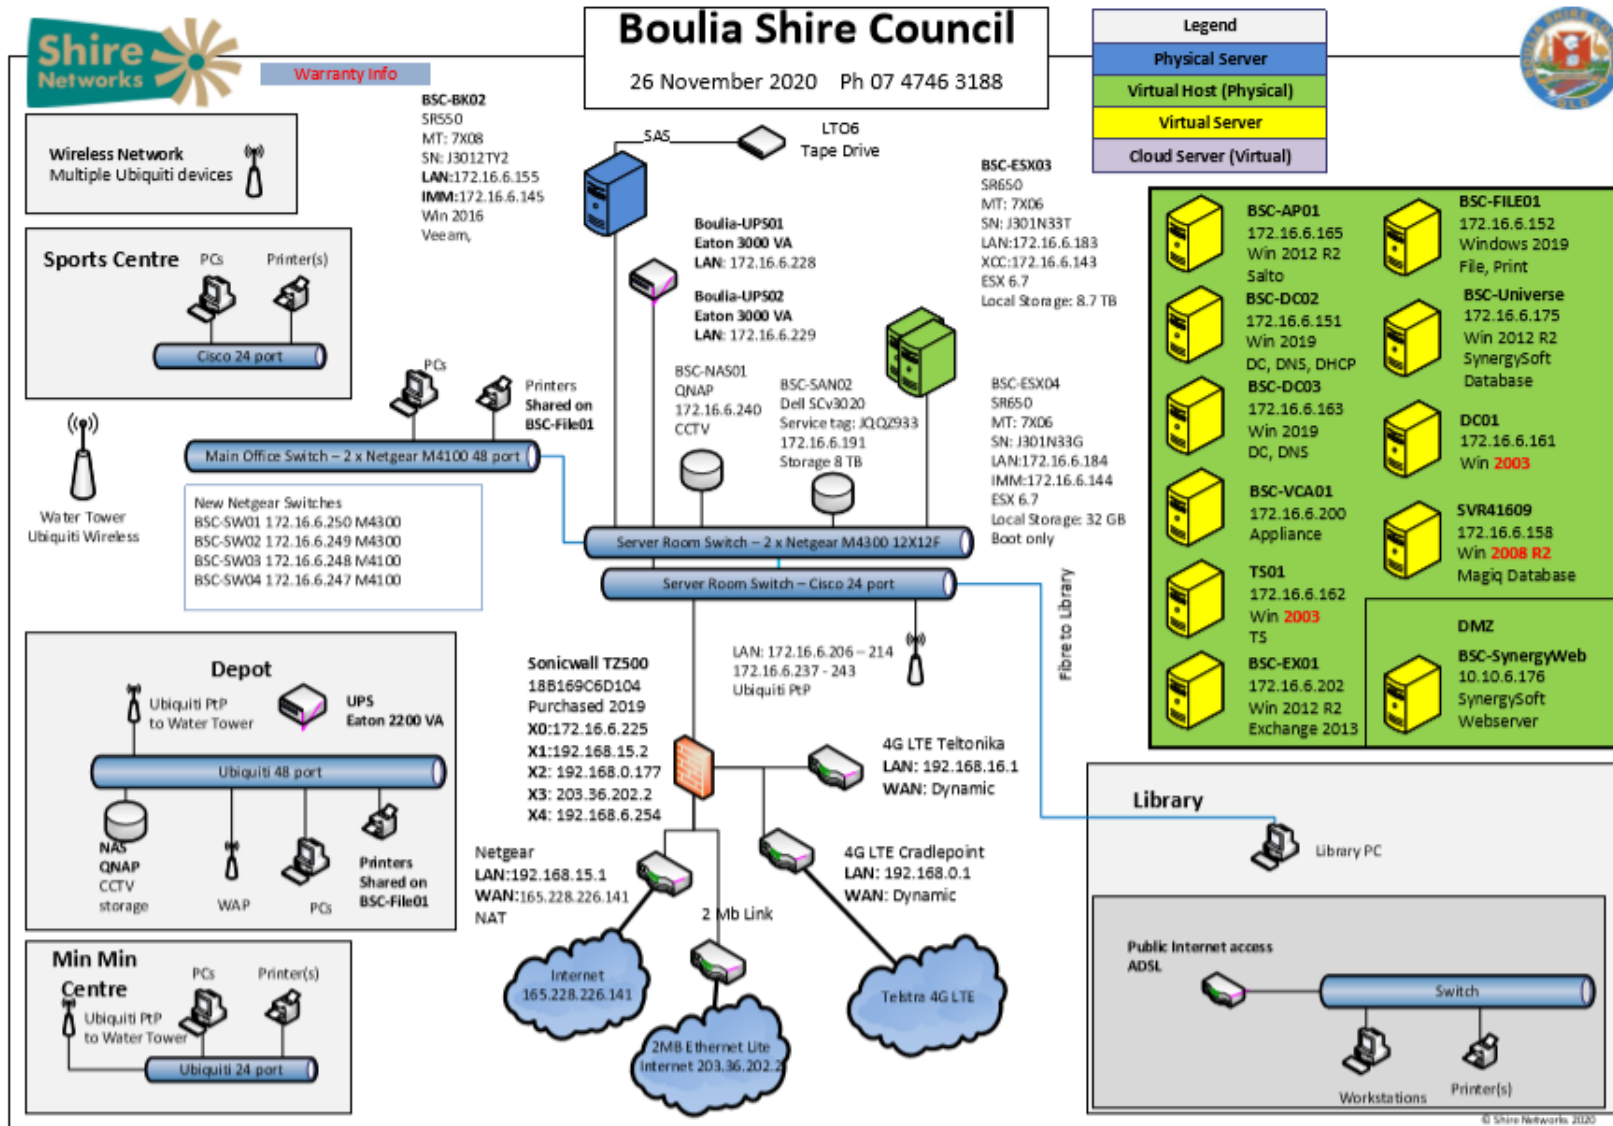 Shire
Networks
Warranty Info
Boulia Shire Council
26 November 2020 Ph 07 4746 3188
Legend
Physical Server
Virtual Host (Physical)
Virtual Server
Cloud Server (Virtual)
BOULIA SHIRE
QLD
Wireless Network
Multiple Ubiquiti devices
BSC-BK02
SR550
MT: 7X08
SN: J3012TY2
LAN:172.16.6.155
IMM:172.16.6.145
Win 2016
Veeam,
SAS
LTO6
Tape Drive
Boulia-UPS01
Eaton 3000 VA
LAN: 172.16.6.228
Boulia-UPS02
Eaton 3000 VA
LAN: 172.16.6.229
BSC-ESX03
SR650
MT: 7X06
SN: J301N33T
LAN:172.16.6.183
XCC:172.16.6.143
ESX 6.7
Local Storage: 8.7 TB
Sports Centre
PCs
Printer(s)
Cisco 24 port
PCs
Printers
Shared on
BSC-File01
Main Office Switch – 2 x Netgear M4100 48 port
BSC-NAS01
QNAP
172.16.6.240
CCTV
BSC-SAN02
Dell SCv3020
Service tag: JQQZ933
172.16.6.191
Storage 8 TB
BSC-ESX04
SR650
MT: 7X06
SN: J301N33G
LAN:172.16.6.184
IMM:172.16.6.144
ESX 6.7
Local Storage: 32 GB
Boot only
Water Tower
Ubiquiti Wireless
New Netgear Switches
BSC-SW01 172.16.6.250 M4300
BSC-SW02 172.16.6.249 M4300
BSC-SW03 172.16.6.248 M4100
BSC-SW04 172.16.6.247 M4100
Server Room Switch – 2 x Netgear M4300 12X12F
Server Room Switch – Cisco 24 port
Fibre to Library
LAN: 172.16.6.206 – 214
172.16.6.237 - 243
Ubiquiti PtP
BSC-AP01
172.16.6.165
Win 2012 R2
Salto
BSC-DC02
172.16.6.151
Win 2019
DC, DNS, DHCP
BSC-DC03
172.16.6.163
Win 2019
DC, DNS
BSC-VCA01
172.16.6.200
Appliance
TS01
172.16.6.162
Win 2003
TS
BSC-EX01
172.16.6.202
Win 2012 R2
Exchange 2013
BSC-FILE01
172.16.6.152
Windows 2019
File, Print
BSC-Universe
172.16.6.175
Win 2012 R2
SynergySoft
Database
DC01
172.16.6.161
Win 2003
SVR41609
172.16.6.158
Win 2008 R2
Magiq Database
DMZ
BSC-SynergyWeb
10.10.6.176
SynergySoft
Webserver
Depot
Ubiquiti PtP
to Water Tower
UPS
Eaton 2200 VA
Ubiquiti 48 port
NAS
QNAP
CCTV
storage
WAP
PCs
Printers
Shared on
BSC-File01
Sonicwall TZ500
18B169C6D104
Purchased 2019
X0:172.16.6.225
X1:192.168.15.2
X2: 192.168.0.177
X3: 203.36.202.2
X4: 192.168.6.254
4G LTE Teltonika
LAN: 192.168.16.1
WAN: Dynamic
Netgear
LAN:192.168.15.1
WAN:165.228.226.141
NAT
4G LTE Cradlepoint
LAN: 192.168.0.1
WAN: Dynamic
2 Mb Link
Internet
165.228.226.141
2MB Ethernet Lite
Internet 203.36.202.2
Telstra 4G LTE
Min Min
Centre
PCs
Printer(s)
Ubiquiti PtP
to Water Tower
Ubiquiti 24 port
Library
Library PC
Public Internet access
ADSL
Switch
Workstations
Printer(s)
© Shire Networks 2020